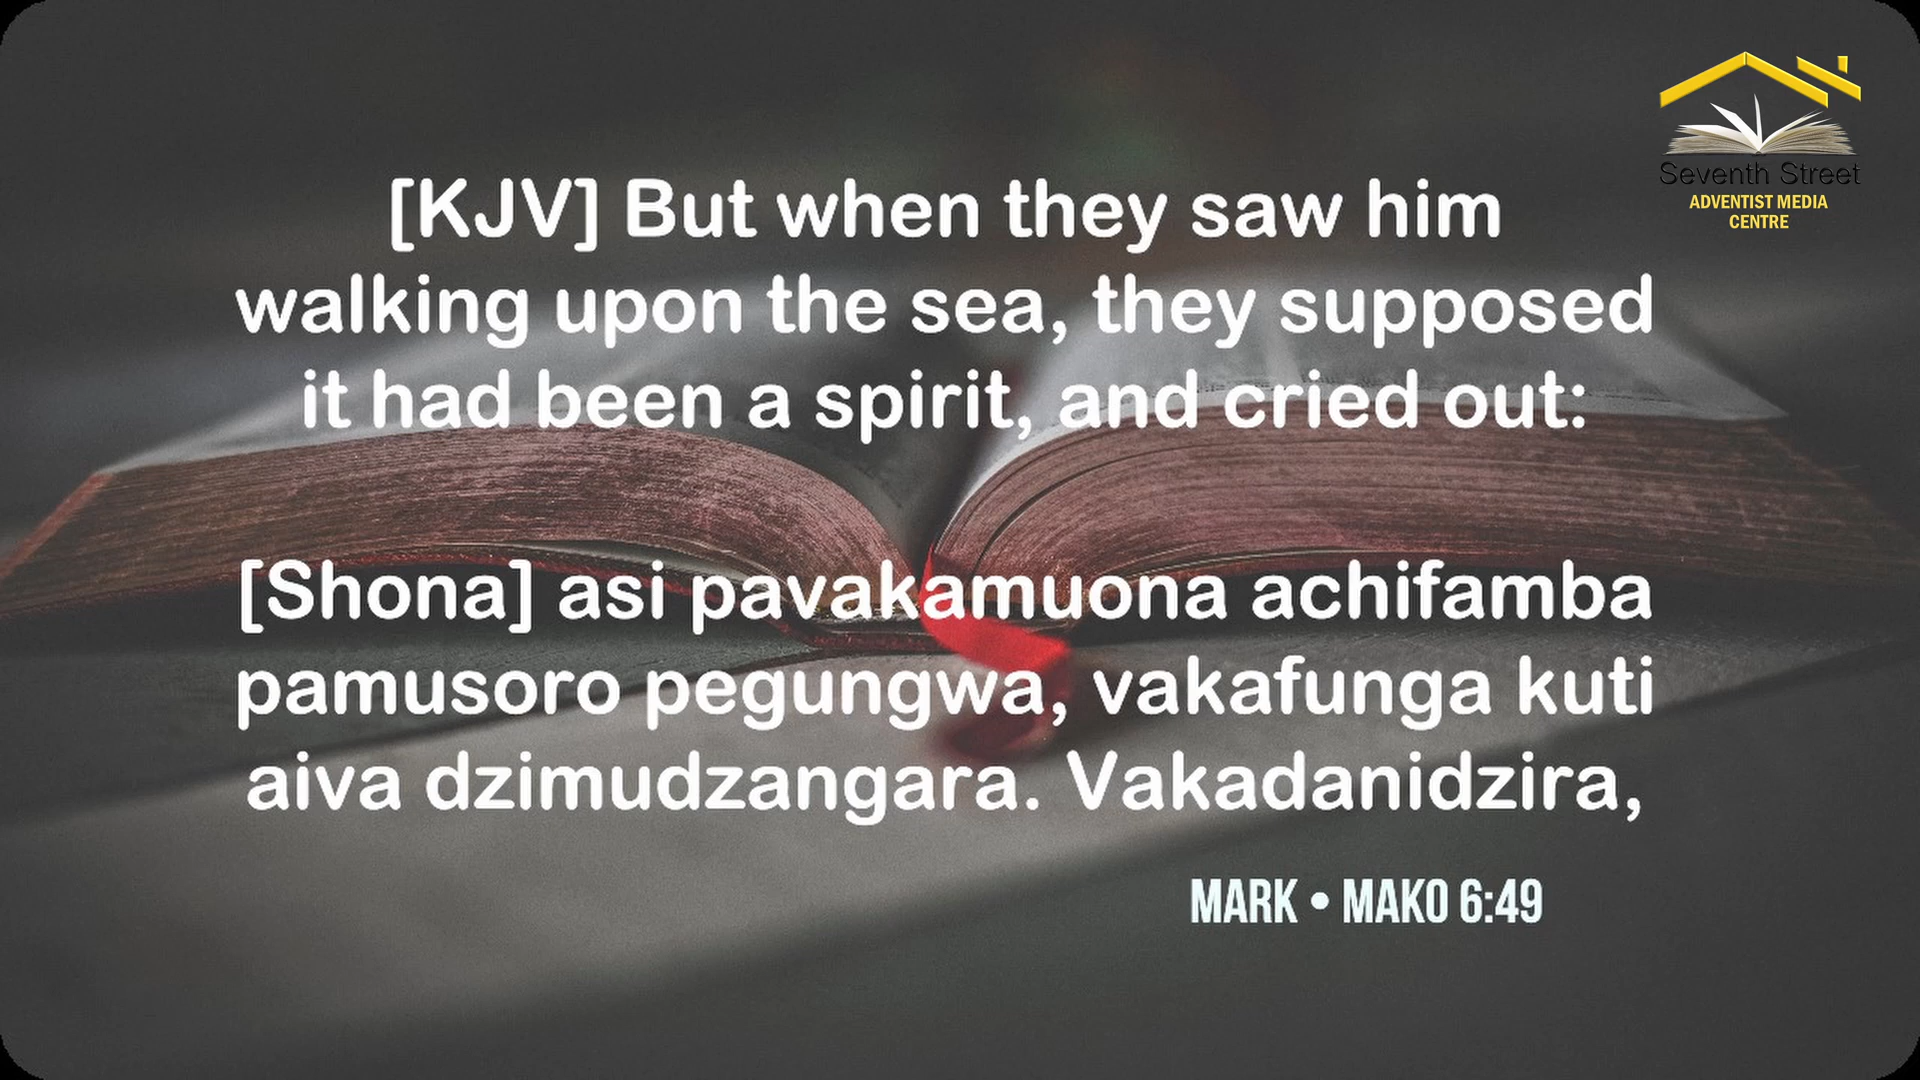 Seventh Street
ADVENTIST MEDIA
CENTRE
[KJV] But when they saw him
walking upon the sea, they supposed
it had been a spirit, and cried out:
[Shona] asi pavakamuona achifamba
pamusoro pegungwa, vakafunga kuti
aiva dzimudzangara. Vakadanidzira,
MARK • MAKO 6:49